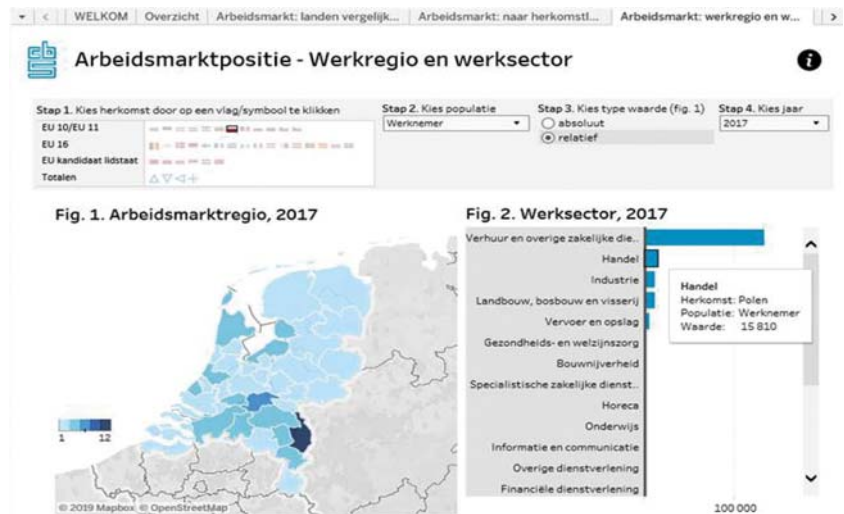 WELKOM
Overzicht
Arbeidsmarkt: landen vergelijk...
Arbeidsmarkt: naar herkomstl...
Arbeidsmarkt: werkregio en w...
cbs
Arbeidsmarktpositie - Werkregio en werksector
i
Stap 1. Kies herkomst door op een vlag/symbool te klikken
EU 10/EU 11
EU 16
EU kandidaat lidstaat
Totalen
Stap 2. Kies populatie
Werknemer
Stap 3. Kies type waarde (fig. 1)
absoluut
relatief
Stap 4. Kies jaar
2017
Fig. 1. Arbeidsmarktregio, 2017
1 12
© 2019 Mapbox © OpenStreetMap
Fig. 2. Werksector, 2017
Verhuur en overige zakelijke die..
Handel
Industrie
Landbouw, bosbouw en visserij
Vervoer en opslag
Gezondheids- en welzijnszorg
Bouwnijverheid
Specialistische zakelijke dienst..
Horeca
Onderwijs
Informatie en communicatie
Overige dienstverlening
Financiële dienstverlening
Handel
Herkomst: Polen
Populatie: Werknemer
Waarde: 15 810
100 000